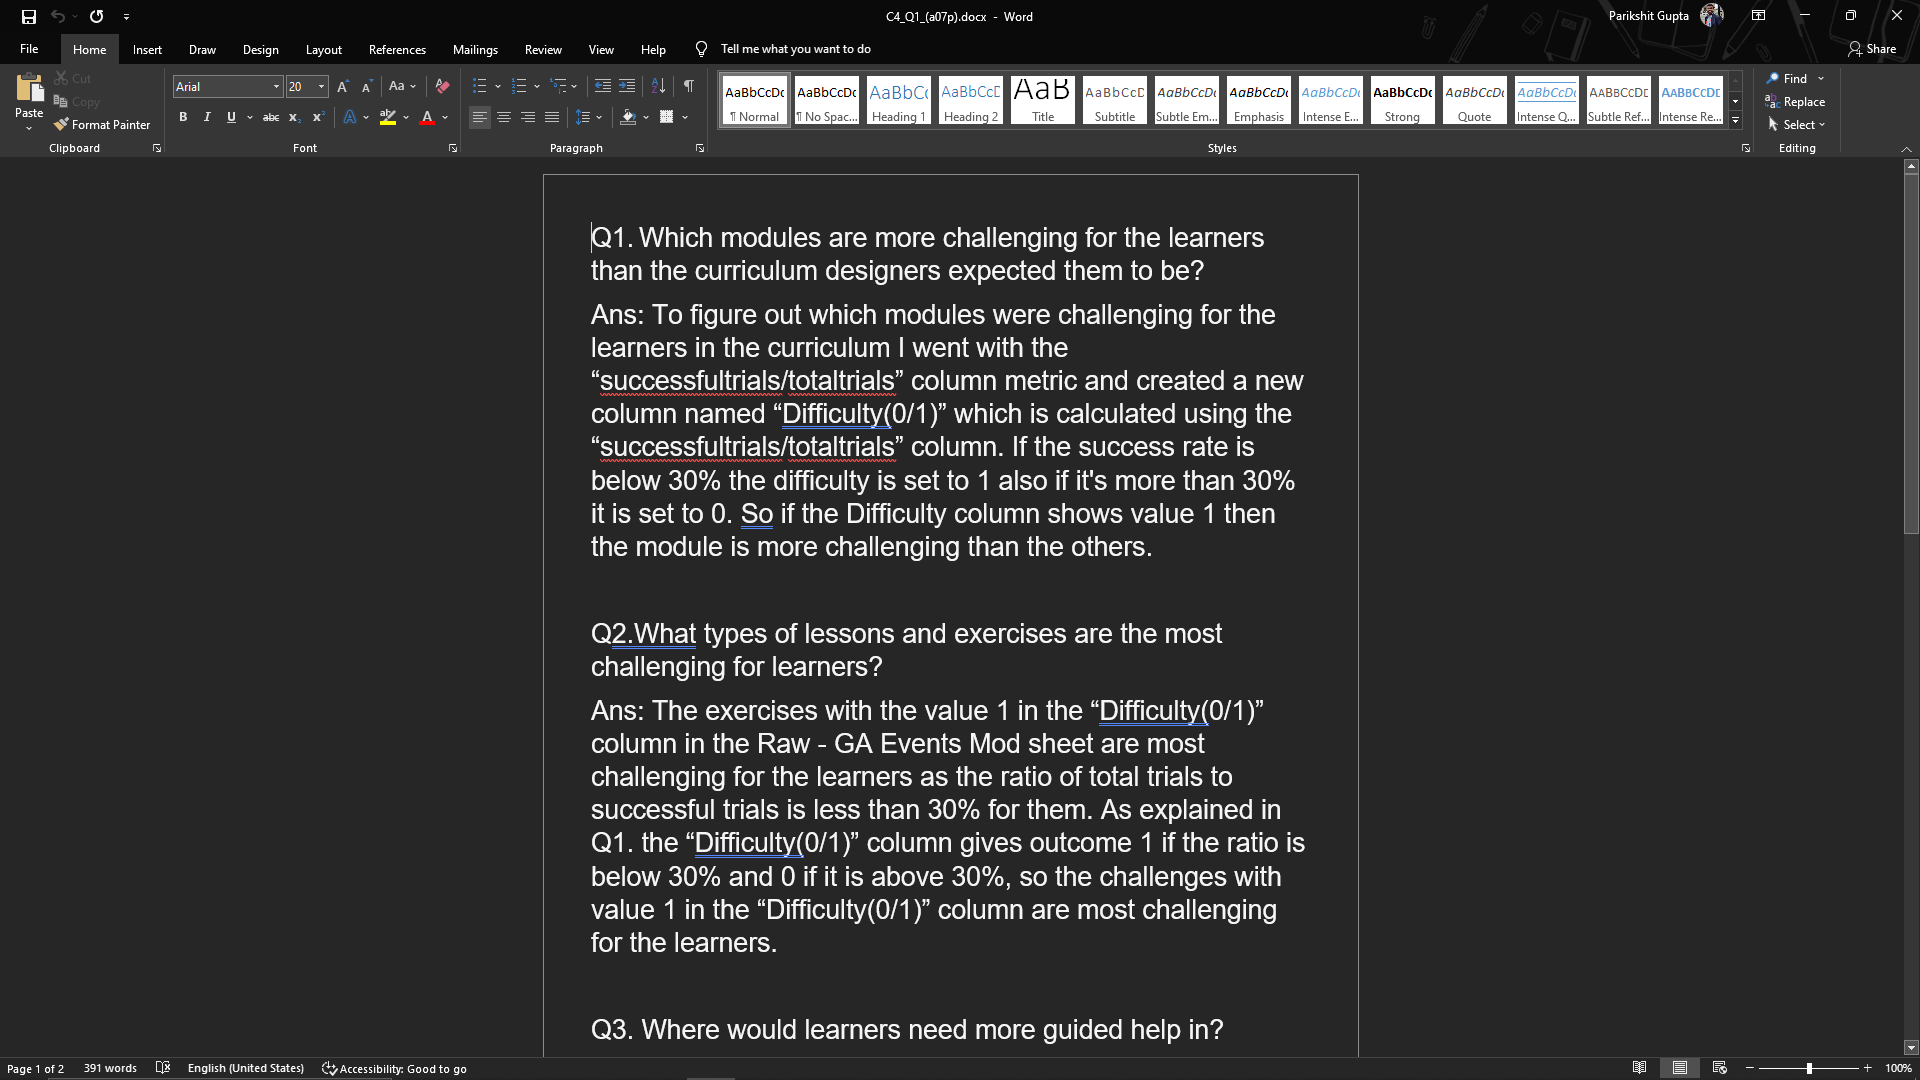 C4_Q1_(a07p).docx - Word
Parikshit Gupta
File Home Insert Draw Design Layout References Mailings Review View Help Tell me what you want to do Share
Paste
Cut
Copy
Format Painter
Clipboard
Arial 20
Font
Paragraph
AaBbCcDc AaBbCcDc AaBbC AaBbCcC AaB AaBbCcD AaBbCcDc AaBbCcDc AaBbCcDc AaBbCcDc AaBbCcDc AaBbCcDc AABBCCDE AABBCCDE
¶ Normal ¶ No Spac... Heading 1 Heading 2 Title Subtitle Subtle Em... Emphasis Intense E... Strong Quote Intense Q... Subtle Ref... Intense Re...
Styles
Find
Replace
Select
Editing
Q1. Which modules are more challenging for the learners
than the curriculum designers expected them to be?
Ans: To figure out which modules were challenging for the
learners in the curriculum I went with the
“successfultrials/totaltrials” column metric and created a new
column named “Difficulty(0/1)” which is calculated using the
“successfultrials/totaltrials” column. If the success rate is
below 30% the difficulty is set to 1 also if it's more than 30%
it is set to 0. So if the Difficulty column shows value 1 then
the module is more challenging than the others.
Q2.What types of lessons and exercises are the most
challenging for learners?
Ans: The exercises with the value 1 in the “Difficulty(0/1)”
column in the Raw - GA Events Mod sheet are most
challenging for the learners as the ratio of total trials to
successful trials is less than 30% for them. As explained in
Q1. the “Difficulty(0/1)” column gives outcome 1 if the ratio is
below 30% and 0 if it is above 30%, so the challenges with
value 1 in the “Difficulty(0/1)” column are most challenging
for the learners.
Q3. Where would learners need more guided help in?
Page 1 of 2 391 words English (United States) Accessibility: Good to go 100%